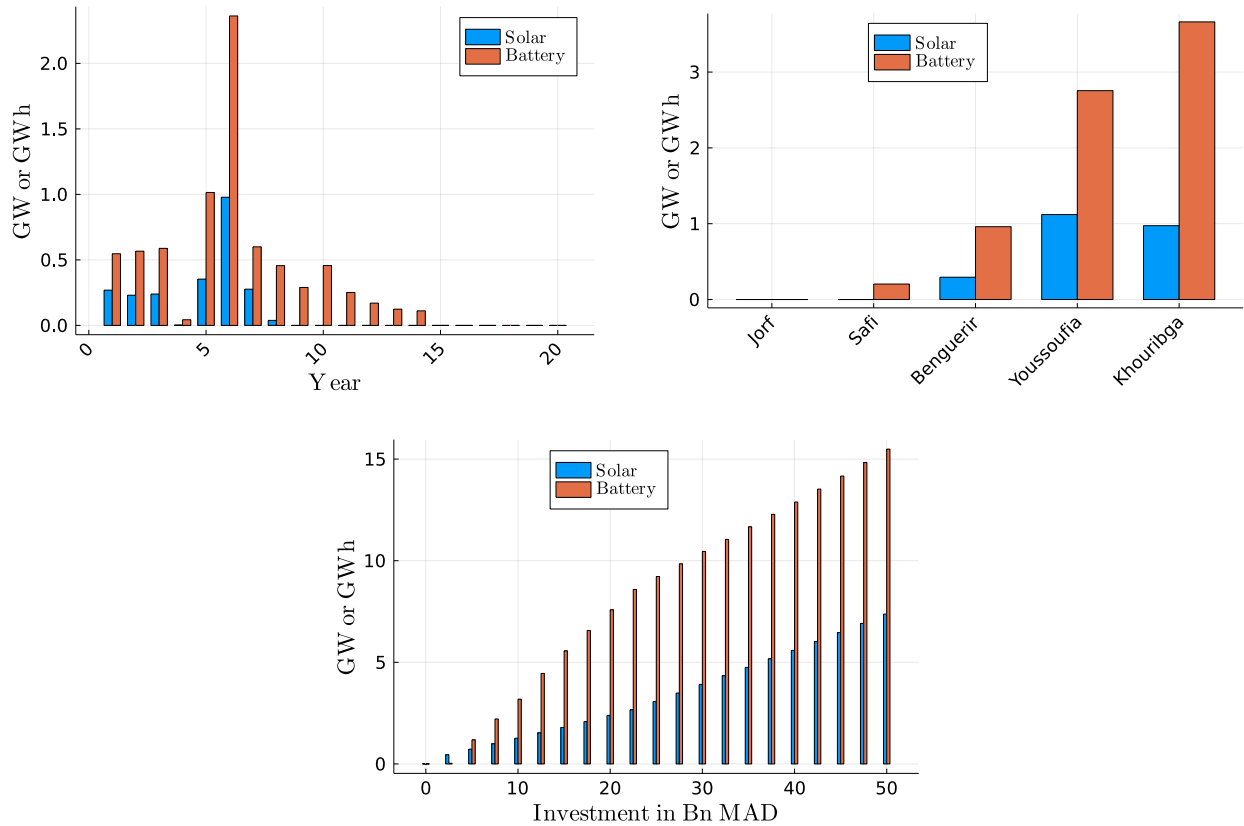 Solar
Battery
GW or GWh
2.0
1.5
1.0
0.5
0.0
0
5
10
15
20
Year
Solar
Battery
GW or GWh
3
2
1
0
Jorf
Safi
Benguerir
Youssoufia
Khouribga
Solar
Battery
GW or GWh
15
10
5
0
0
10
20
30
40
50
Investment in Bn MAD